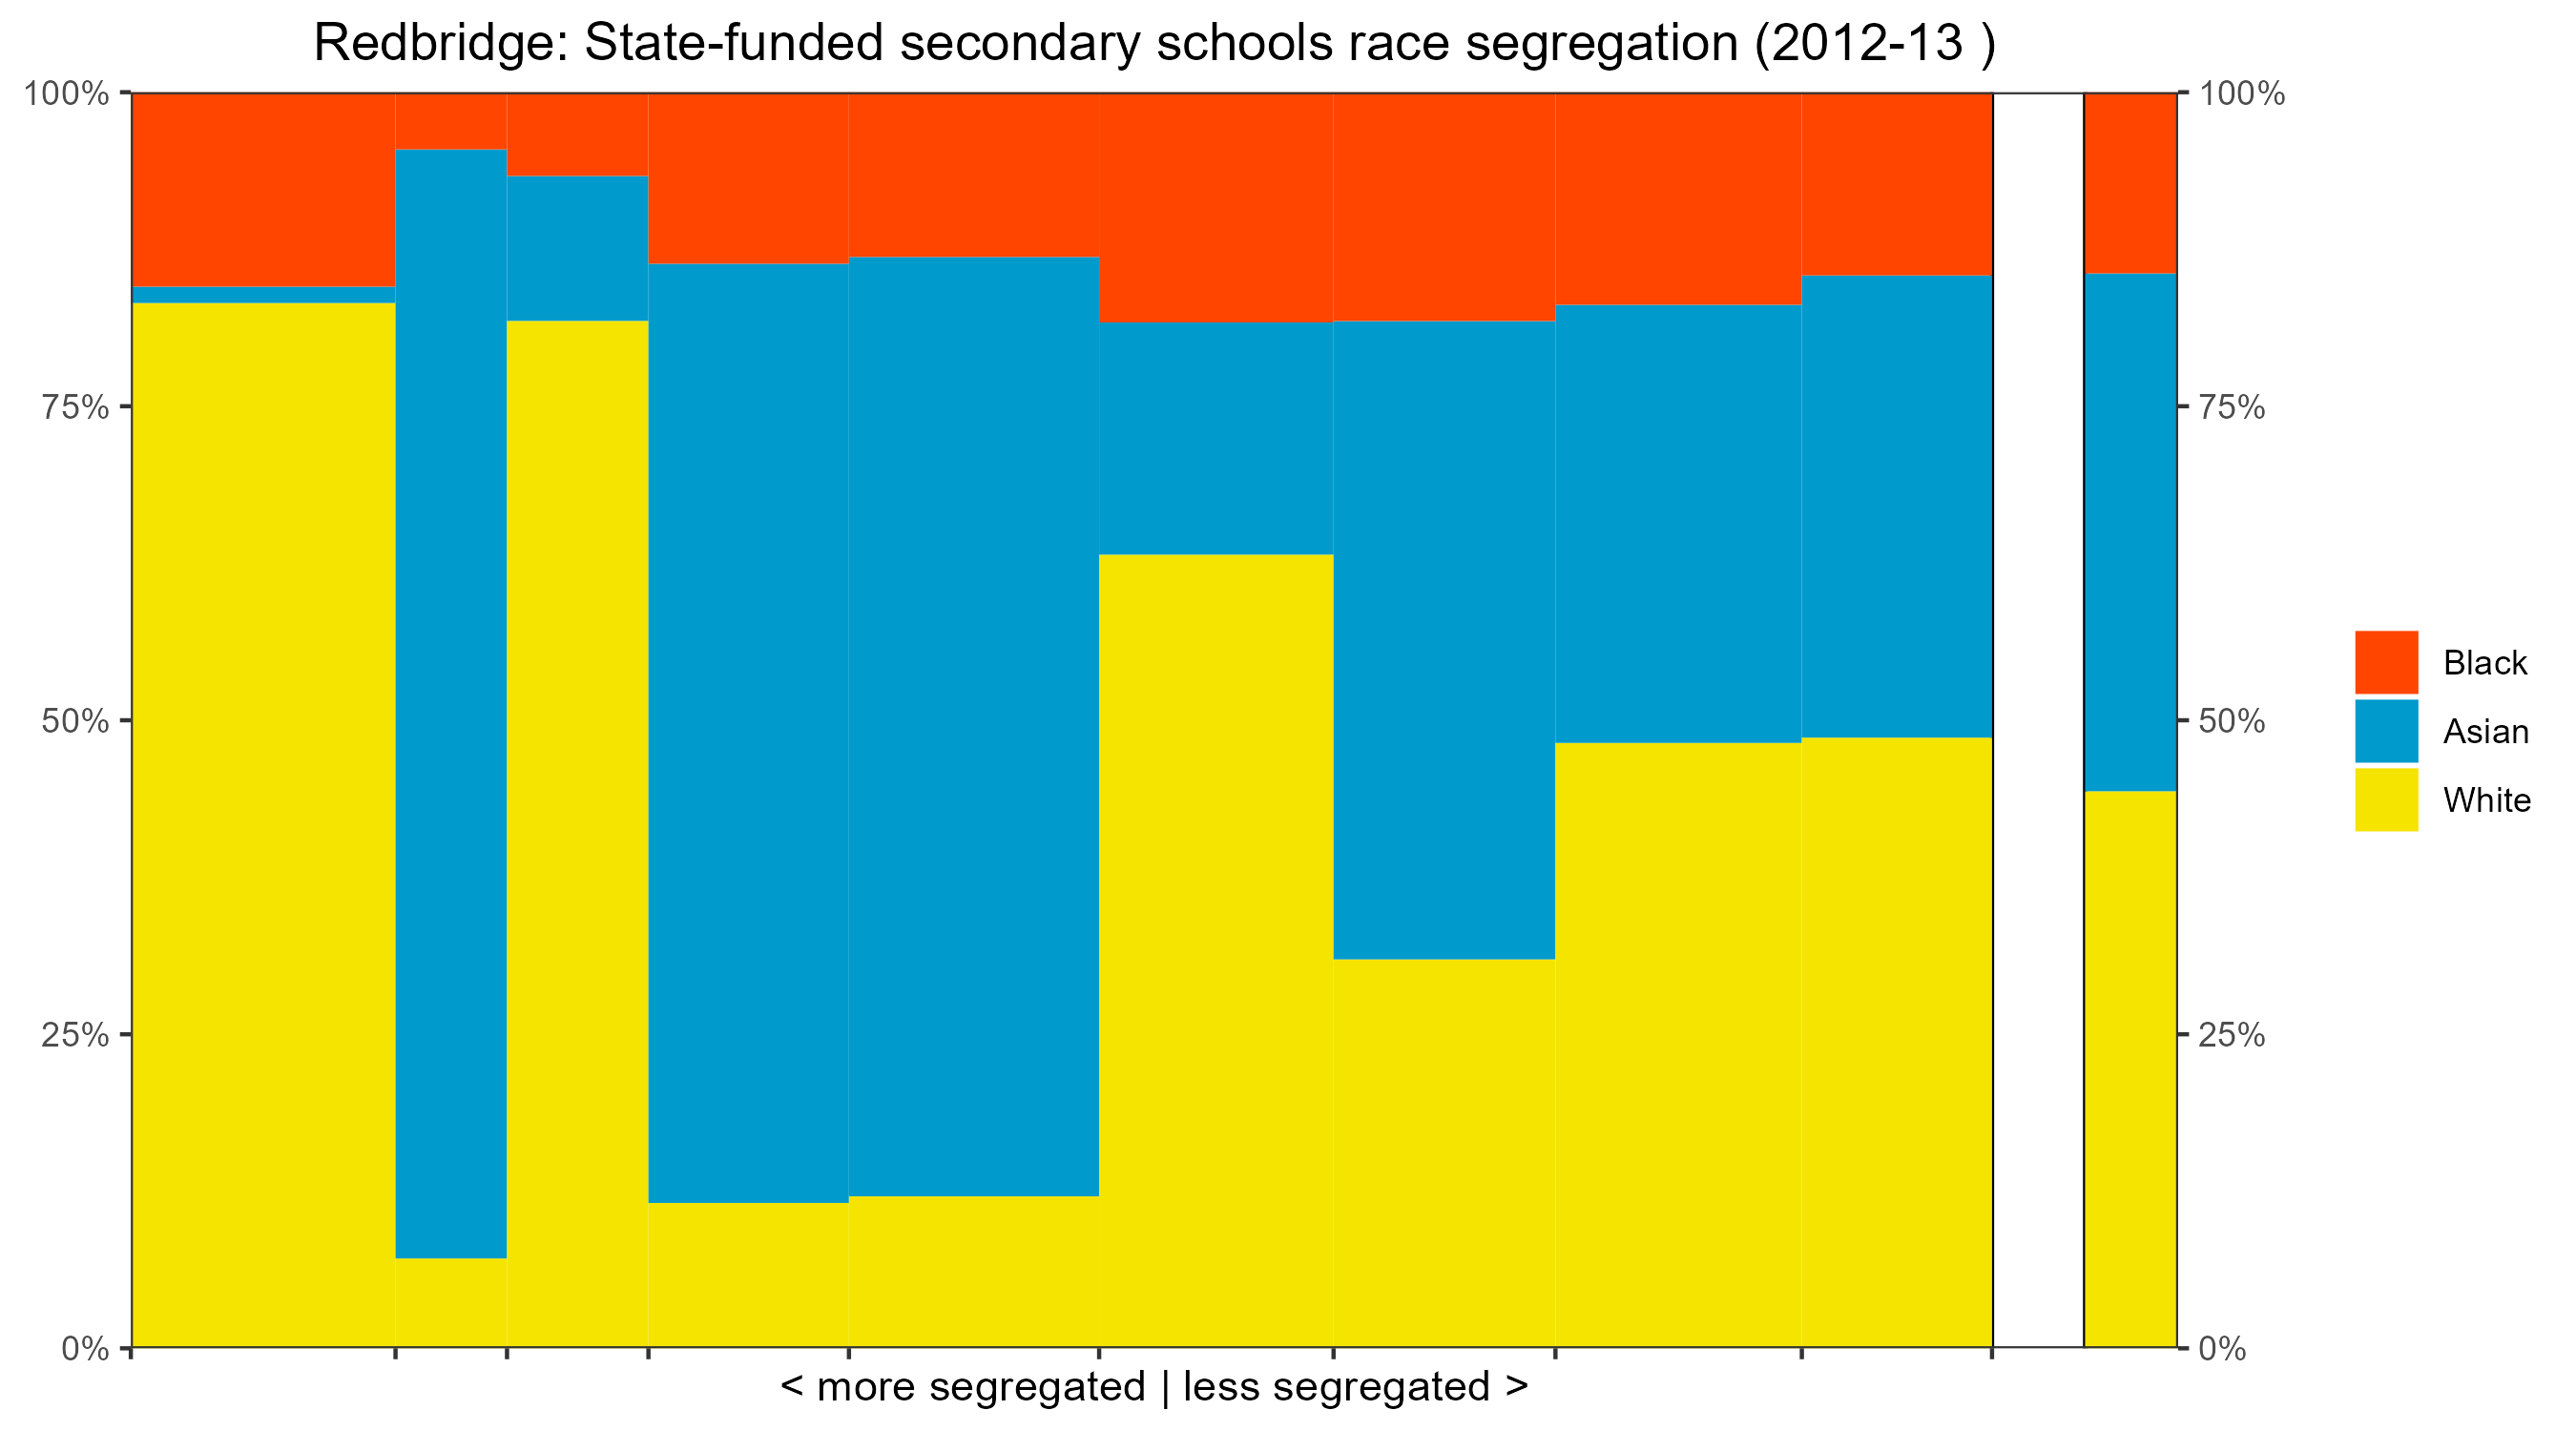 Redbridge: State-funded secondary schools race segregation (2012-13 )
100%
75%
50%
25%
0%
100%
75%
50%
25%
0%
Black
Asian
White
< more segregated | less segregated >